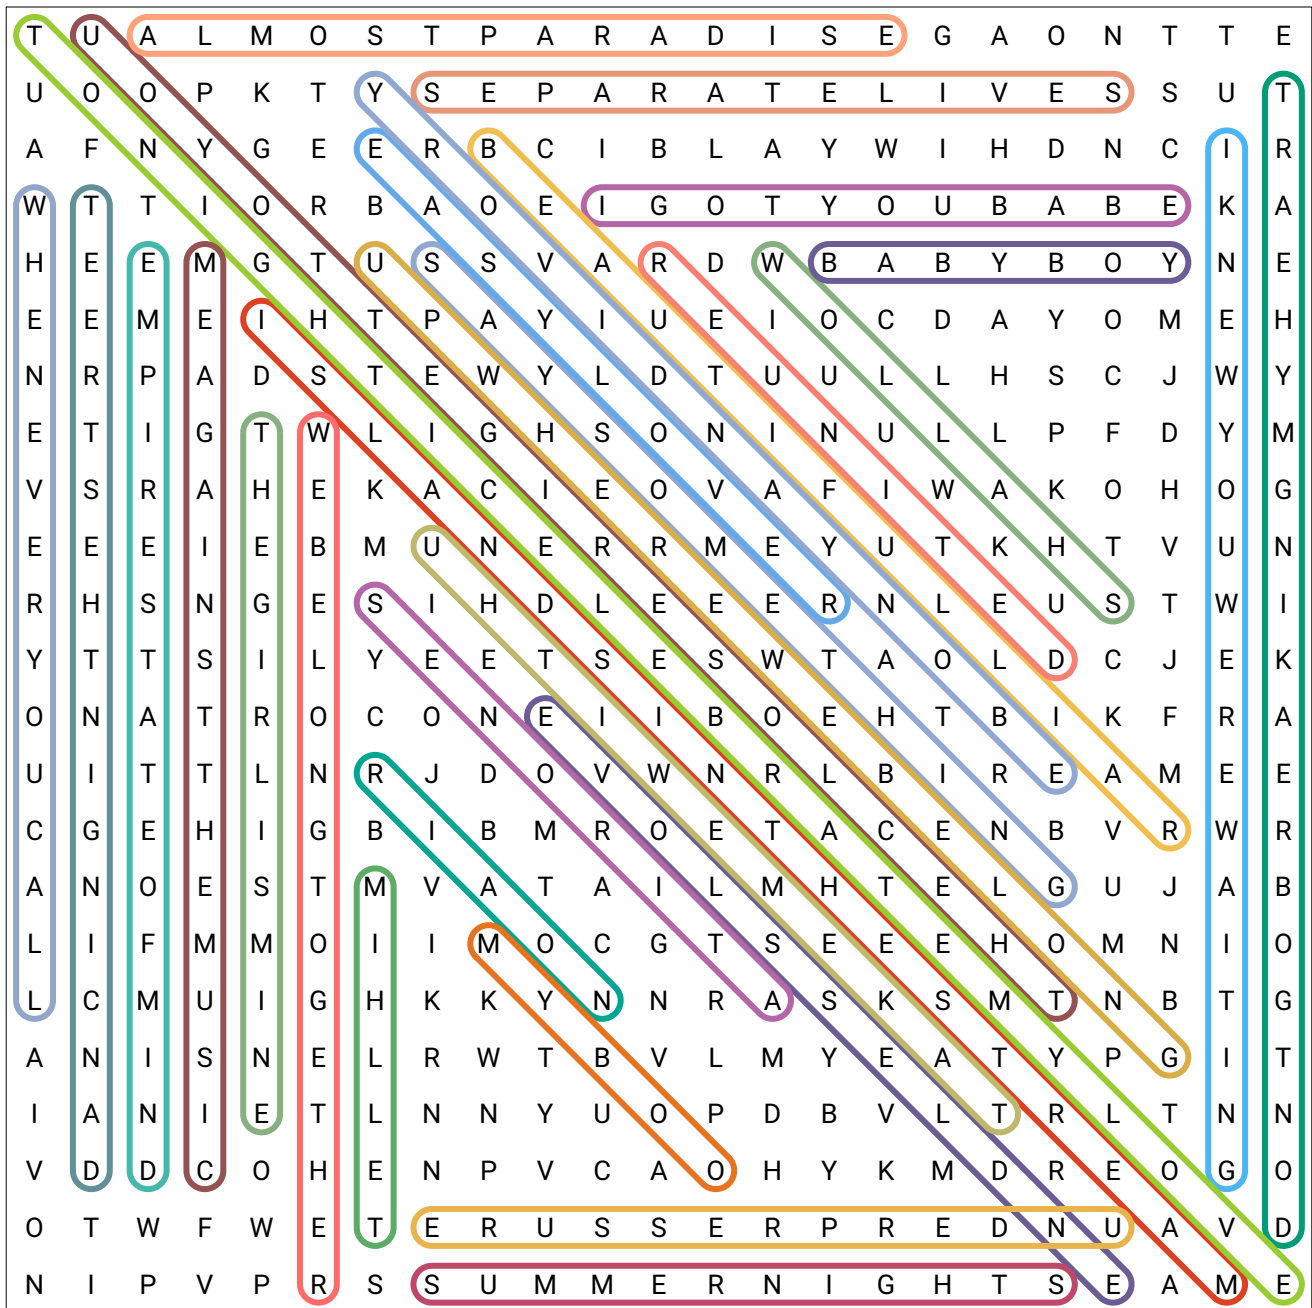 T U A L M O S T P A R A D I S E G A O N T T E
U O O P K T Y S E P A R A T E L I V E S S U T
A F N Y G E E R B C I B L A Y W I H D N C I R
W T T I O R B A O E I G O T Y O U B A B E K A
H E E M G T U S S V A R D W B A B Y B O Y N E
E E M E I H T P A Y I U E I O C D A Y O M E H
N R P A D S T E W Y L D T U U L L H S C J W Y
E T I G T W L I G H S O N I N U L L P F D Y M
V S R A H E K A C I E O V A F I W A K O H O G
E E E I E B M U N E R R M E Y U T K H T V U N
R H S N G E S I H D L E E E R N L E U S T W I
Y T T S I L Y E E T S E S W T A O L D C J E K
O N A T R O C O N E I I B O E H T B I K F R A
U I T T L N R J D O V W N R L B I R E A M E E
C G E H I G B I B M R O E T A C E N B V R W R
A N O E S T M V A T A I L M H T E L G U J A B
L I F M M O I I M O C G T S E E E H O M N I O
L C M U I G H K K Y N N R A S K S M T N B T G
A N I S N E L R W T B V L M Y E A T Y P G I T
I A N I E T L N N Y U O P D B V L T R L T N N
V D D C O H E N P V C A O H Y K M D R E O G O
O T W F W E T E R U S S E R P R E D N U A V D
N I P V P R S S U M M E R N I G H T S E A M E